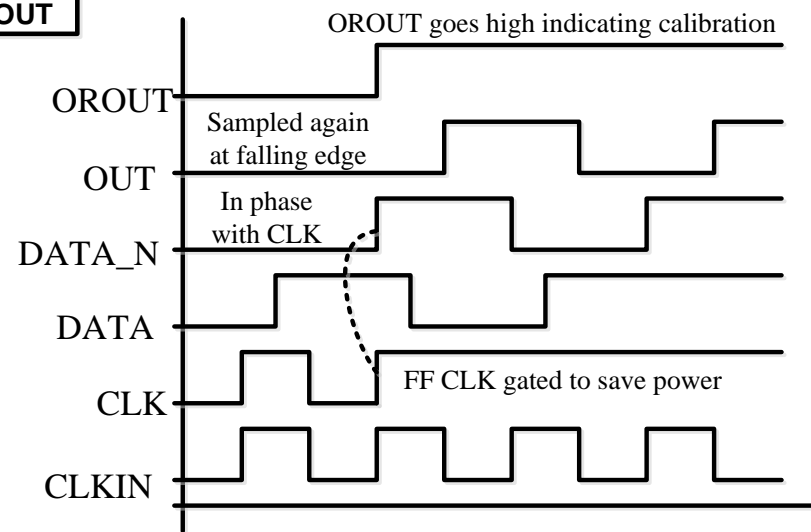 OUT
OROUT goes high indicating calibration
OROUT
Sampled again
at falling edge
OUT
In phase
with CLK
DATA_N
DATA
FF CLK gated to save power
CLK
CLKIN